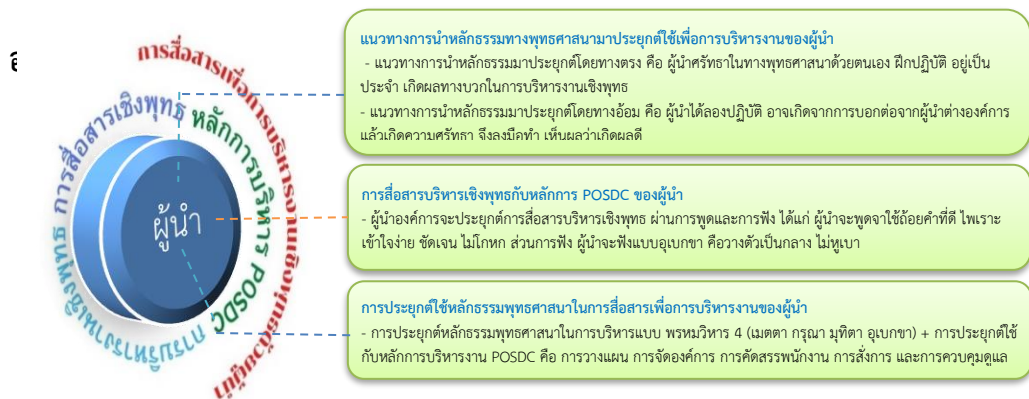 การสื่อสารเพื่อการบริหารงานเชิงพุทธด้วยผู้นำ
การสื่อสารเชิงพุทธ
หลักการบริหาร POSDC
การบริหารงานเชิงพุทธ
ผู้นำ
แนวทางการนำหลักธรรมทางพุทธศาสนามาประยุกต์ใช้เพื่อการบริหารงานของผู้นำ
- แนวทางการนำหลักธรรมมาประยุกต์โดยทางตรง คือ ผู้นำศรัทธาในทางพุทธศาสนาด้วยตนเอง ฝึกปฏิบัติ อยู่เป็น
ประจำ เกิดผลทางบวกในการบริหารงานเชิงพุทธ
- แนวทางการนำหลักธรรมมาประยุกต์โดยทางอ้อม คือ ผู้นำได้ลองปฏิบัติ อาจเกิดจากการบอกต่อจากผู้นำต่างองค์การ
แล้วเกิดความศรัทธา จึงลงมือทำ เห็นผลว่าเกิดผลดี
การสื่อสารบริหารเชิงพุทธกับหลักการ POSDC ของผู้นำ
- ผู้นำองค์การจะประยุกต์การสื่อสารบริหารเชิงพุทธ ผ่านการพูดและการฟัง ได้แก่ ผู้นำจะพูดจาใช้ถ้อยคำที่ดี ไพเราะ
เข้าใจง่าย ชัดเจน ไม่โกหก ส่วนการฟัง ผู้นำจะฟังแบบอุเบกขา คือวางตัวเป็นกลาง ไม่หูเบา
การประยุกต์ใช้หลักธรรมพุทธศาสนาในการสื่อสารเพื่อการบริหารงานของผู้นำ
- การประยุกต์หลักธรรมพุทธศาสนาในการบริหารแบบ พรหมวิหาร 4 (เมตตา กรุณา มุทิตา อุเบกขา) + การประยุกต์ใช้
กับหลักการบริหารงาน POSDC คือ การวางแผน การจัดองค์การ การคัดสรรพนักงาน การสั่งการ และการควบคุมดูแล